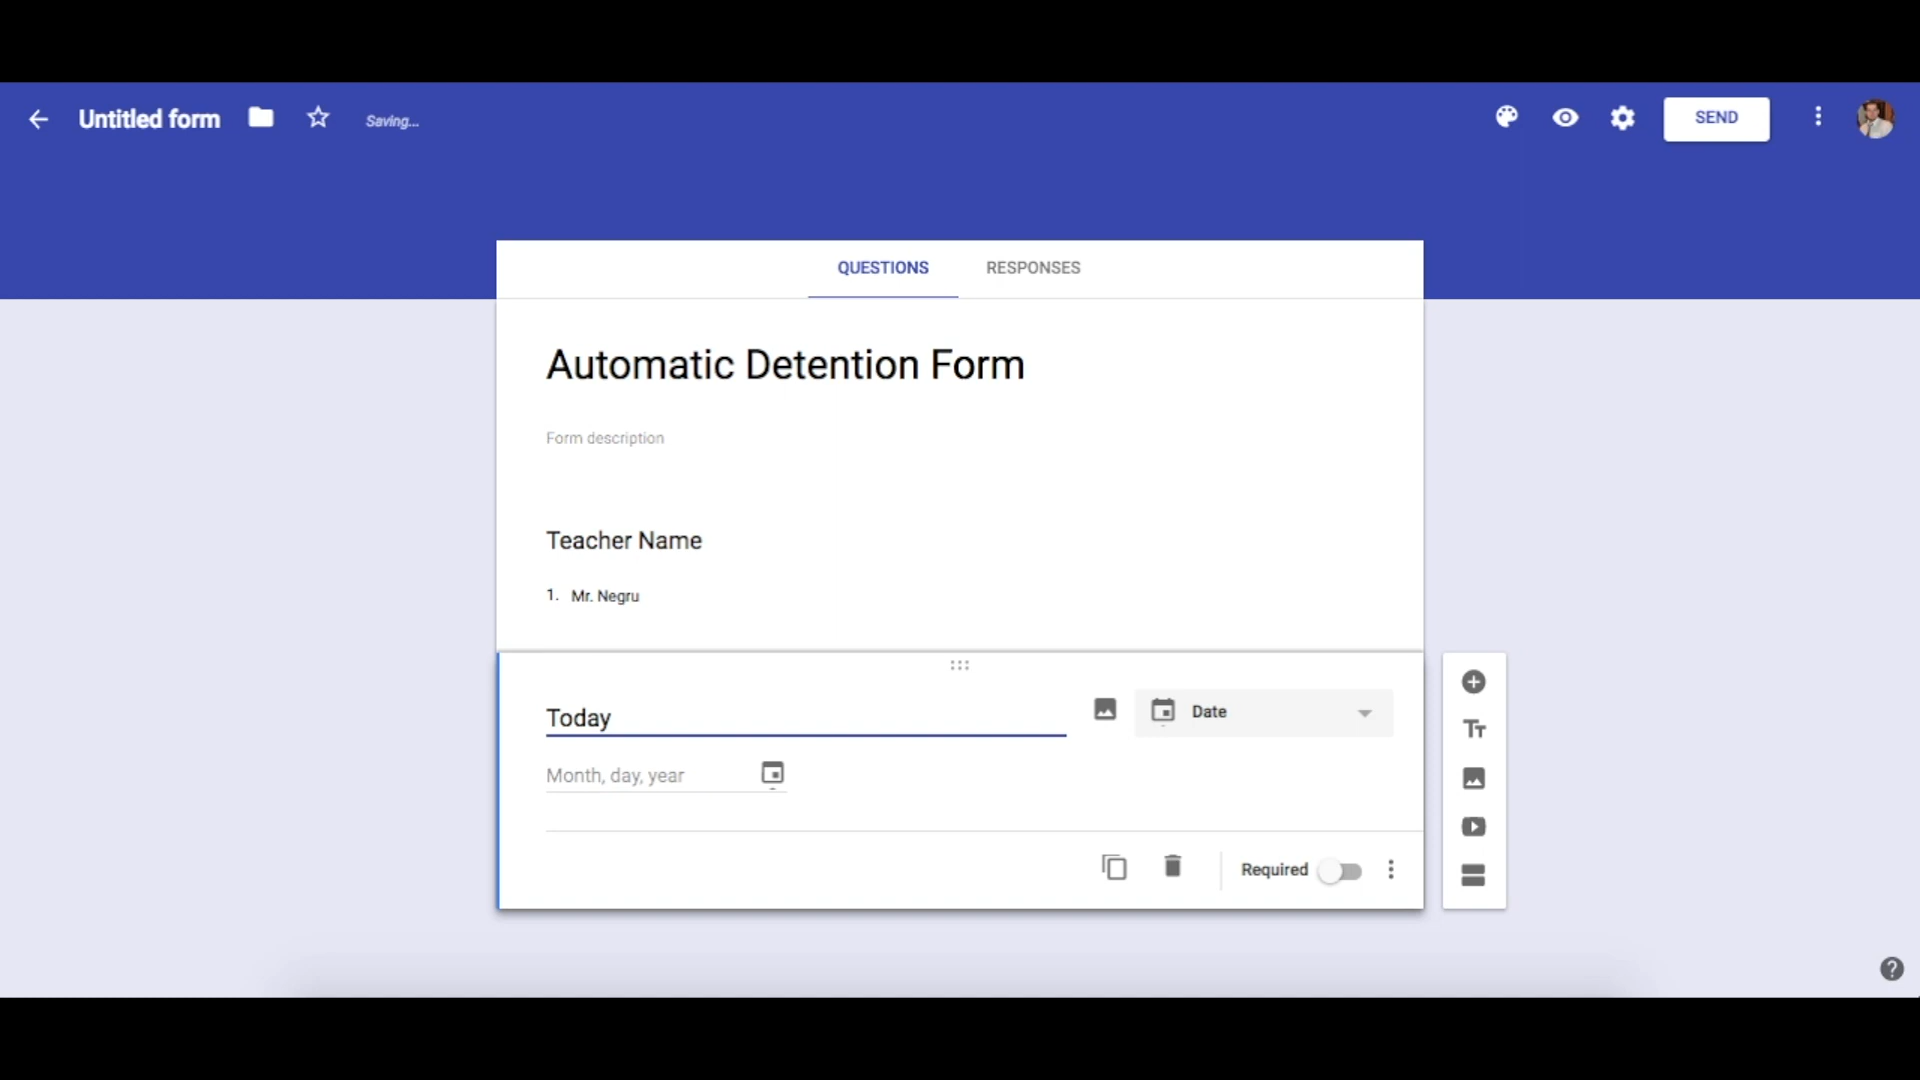 Untitled form
Saving...
SEND
QUESTIONS
RESPONSES
Automatic Detention Form
Form description
Teacher Name
1. Mr. Negru
Today
Date
Month, day, year
Required